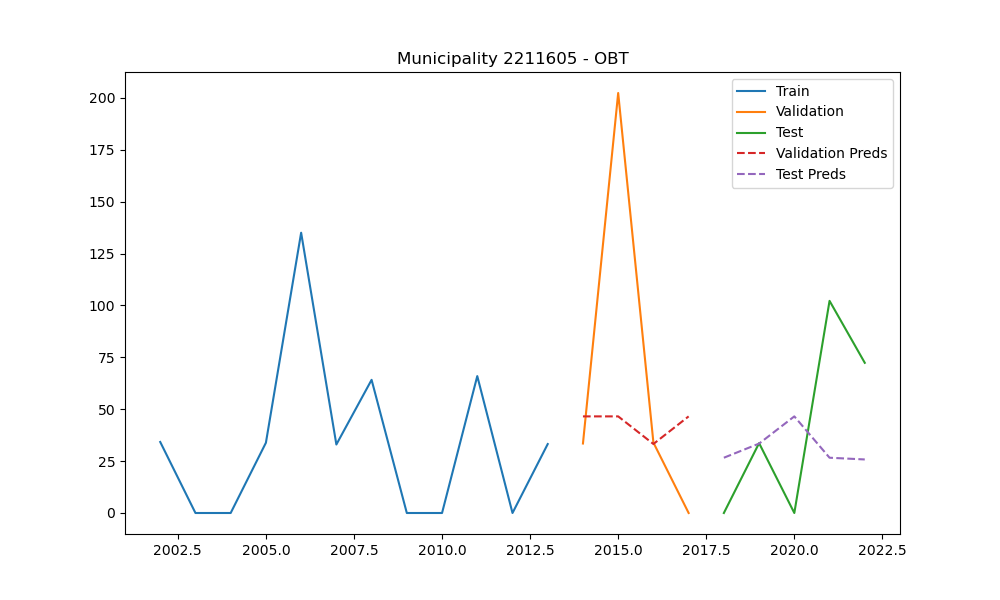 Municipality 2211605 - OBT
Train
Validation
Test
Validation Preds
Test Preds
200
175
150
125
100
75
50
25
0
2002.5 2005.0 2007.5 2010.0 2012.5 2015.0 2017.5 2020.0 2022.5